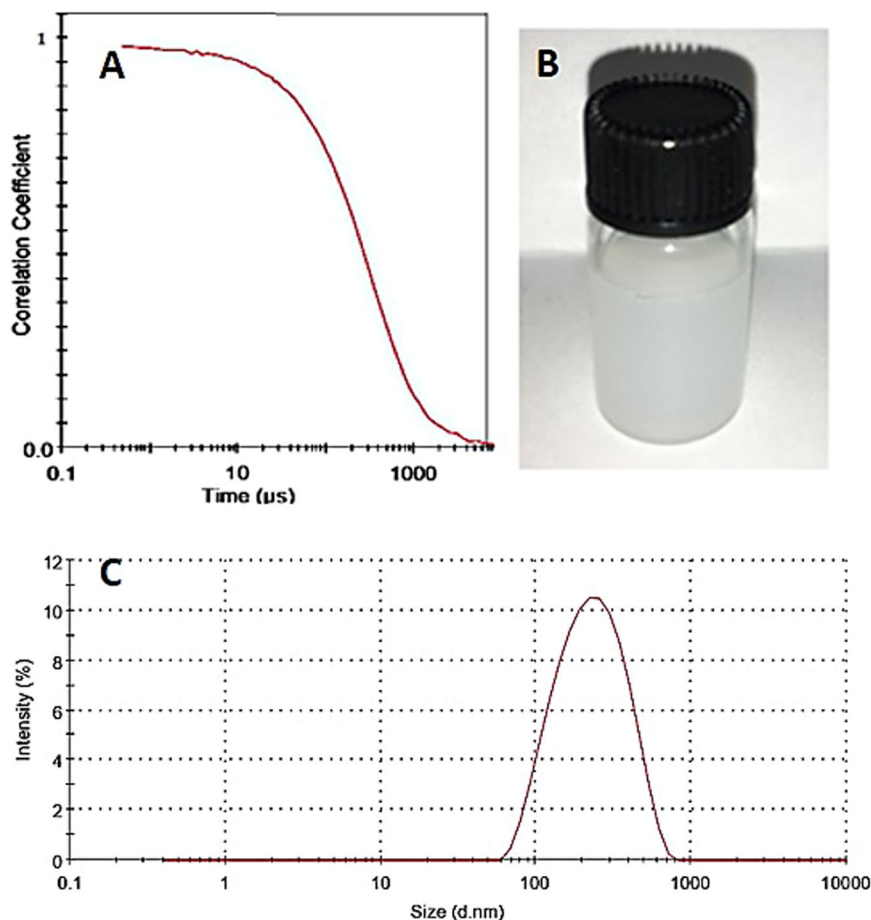 1
A
Correlation Coefficient
0.0
0.1
10
1000
Time (µs)
B
C
12
10
8
6
4
2
0
Intensity (%)
0.1
1
10
100
1000
10000
Size (d.nm)